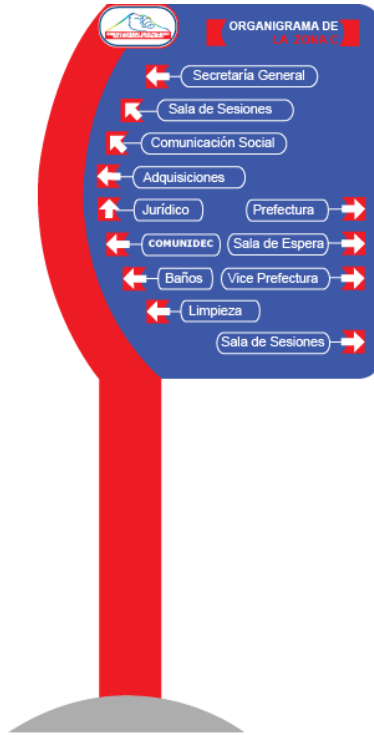 ORGANIGRAMA DE
LA ZONA C
Secretaría General
Sala de Sesiones
Comunicación Social
Adquisiciones
Jurídico
Prefectura
COMUNIDEC
Sala de Espera
Baños
Vice Prefectura
Limpieza
Sala de Sesiones